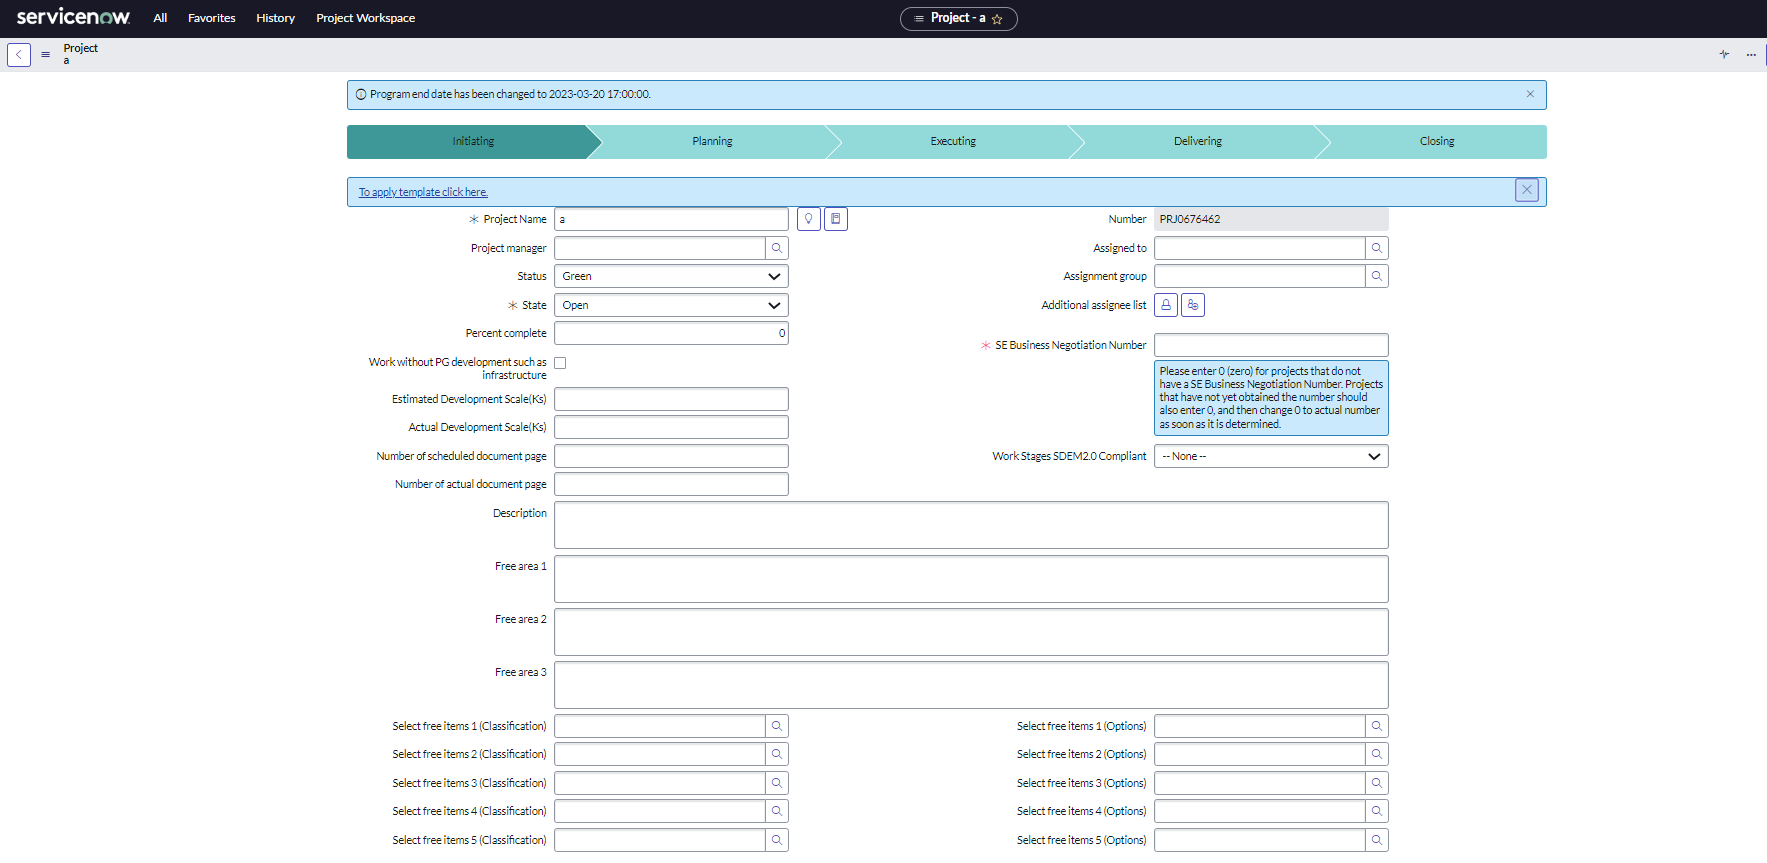 servicenow
All
Favorites
History
Project Workspace
Project - a
Project
a
Program end date has been changed to 2023-03-20 17:00:00.
Initiating
Planning
Executing
Delivering
Closing
To apply template click here.
Project Name
a
Number
PRJ0676462
Project manager
Assigned to
Status
Green
Assignment group
State
Open
Additional assignee list
Percent complete
0
SE Business Negotiation Number
Work without PG development such as
infrastructure
Please enter 0 (zero) for projects that do not
have a SE Business Negotiation Number. Projects
that have not yet obtained the number should
also enter 0, and then change 0 to actual number
as soon as it is determined.
Estimated Development Scale(Ks)
Actual Development Scale(Ks)
Number of scheduled document page
Work Stages SDEM2.0 Compliant
-- None --
Number of actual document page
Description
Free area 1
Free area 2
Free area 3
Select free items 1 (Classification)
Select free items 1 (Options)
Select free items 2 (Classification)
Select free items 2 (Options)
Select free items 3 (Classification)
Select free items 3 (Options)
Select free items 4 (Classification)
Select free items 4 (Options)
Select free items 5 (Classification)
Select free items 5 (Options)